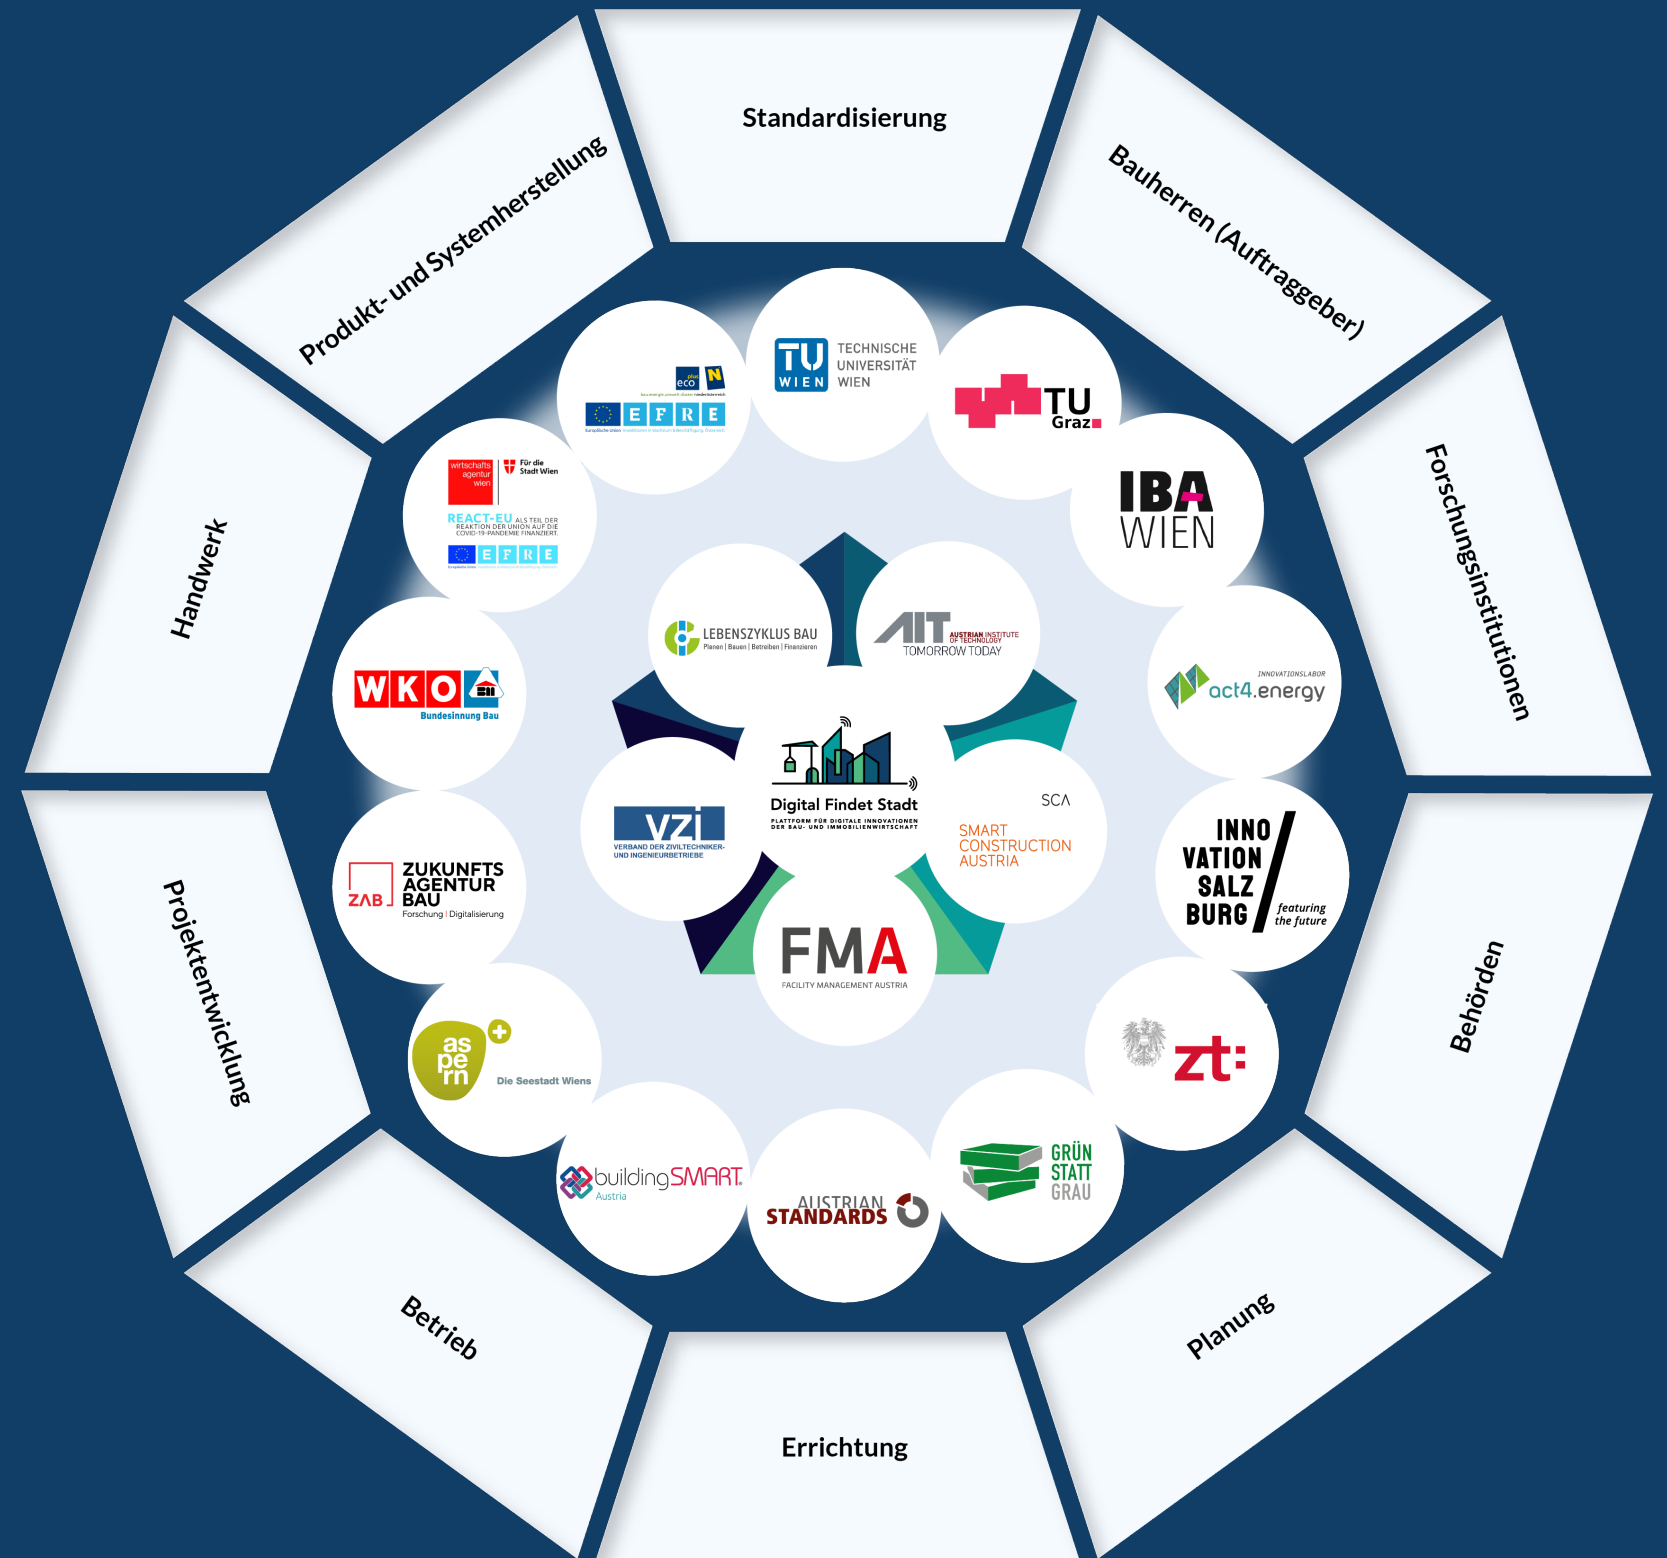 Standardisierung
Bauherren (Auftraggeber)
Forschungsinstitutionen
Behörden
Planung
Errichtung
Betrieb
Projektentwicklung
Handwerk
Produkt- und Systemherstellung
TU
WIEN
TECHNISCHE
UNIVERSITÄT
WIEN
TU
Graz
IBA
WIEN
INNOVATIONSLABOR
act4.energy
INNO
VATION
SALZ
BURG
featuring
the future
zt:
GRÜN
STATT
GRAU
AUSTRIAN
STANDARDS
buildingSMART
Austria
as
pe
rn
Die Seestadt Wiens
ZAB
ZUKUNFTS
AGENTUR
BAU
Forschung | Digitalisierung
WKO
BAU
Bundesinnung Bau
wirtschafts
agentur
wien
Für die
Stadt Wien
REACT-EU ALS TEIL DER
REAKTION DER UNION AUF DIE
COVID-19-PANDEMIE FINANZIERT.
EFRE
eco
plus
N
EFRE
LEBENSZYKLUS BAU
Planen | Bauen | Betreiben | Finanzieren
AIT
AUSTRIAN INSTITUTE
OF TECHNOLOGY
TOMORROW TODAY
vzi
VERBAND DER ZIVILTECHNIKER-
UND INGENIEURBETRIEBE
Digital Findet Stadt
PLATTFORM FÜR DIGITALE INNOVATIONEN
DER BAU- UND IMMOBILIENWIRTSCHAFT
SCA
SMART
CONSTRUCTION
AUSTRIA
FMA
FACILITY MANAGEMENT AUSTRIA